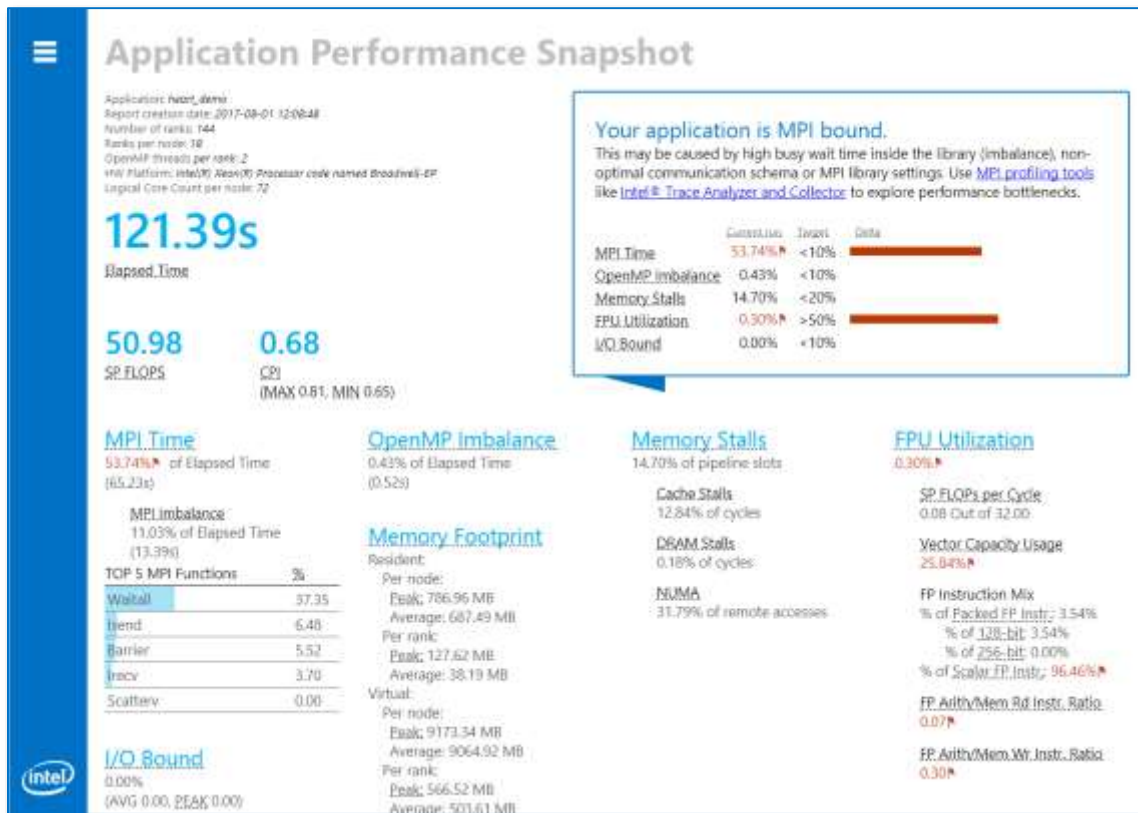 Application Performance Snapshot
Application: heart_demo
Report creation date: 2017-08-01 12:08:48
Number of ranks: 144
Ranks per node: 18
OpenMP threads per rank: 2
HW Platform: Intel(R) Xeon(R) Processor code named Broadwell-EP
Logical Core Count per node: 72
121.39s
Elapsed Time
50.98
SP FLOPS
0.68
CPI
(MAX 0.81, MIN 0.65)
Your application is MPI bound.
This may be caused by high busy wait time inside the library (imbalance), non-
optimal communication schema or MPI library settings. Use MPI profiling tools
like Intel® Trace Analyzer and Collector to explore performance bottlenecks.
Current run Target Delta
MPI Time 53.74% <10%
OpenMP Imbalance 0.43% <10%
Memory Stalls 14.70% <20%
FPU Utilization 0.30% >50%
I/O Bound 0.00% <10%
MPI Time
53.74% of Elapsed Time
(65.23s)
MPI Imbalance
11.03% of Elapsed Time
(13.39s)
TOP 5 MPI Functions %
Waitall 37.35
Isend 6.48
Barrier 5.52
Irecv 3.70
Scatterv 0.00
I/O Bound
0.00%
(AVG 0.00, PEAK 0.00)
OpenMP Imbalance
0.43% of Elapsed Time
(0.52s)
Memory Footprint
Resident:
Per node:
Peak: 786.96 MB
Average: 687.49 MB
Per rank:
Peak: 127.62 MB
Average: 38.19 MB
Virtual:
Per node:
Peak: 9173.34 MB
Average: 9064.92 MB
Per rank:
Peak: 566.52 MB
Average: 503.61 MB
Memory Stalls
14.70% of pipeline slots
Cache Stalls
12.84% of cycles
DRAM Stalls
0.18% of cycles
NUMA
31.79% of remote accesses
FPU Utilization
0.30%
SP FLOPs per Cycle
0.08 Out of 32.00
Vector Capacity Usage
25.84%
FP Instruction Mix
% of Packed FP Instr.: 3.54%
% of 128-bit: 3.54%
% of 256-bit: 0.00%
% of Scalar FP Instr.: 96.46%
FP Arith/Mem Rd Instr. Ratio
0.07
FP Arith/Mem Wr Instr. Ratio
0.30
intel